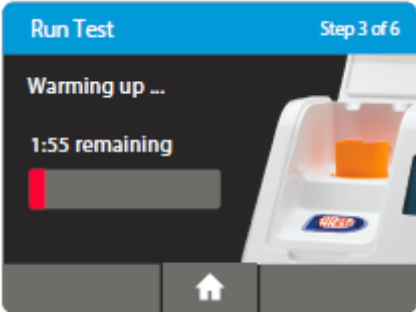 Run Test
Step 3 of 6
Warming up ...
1:55 remaining